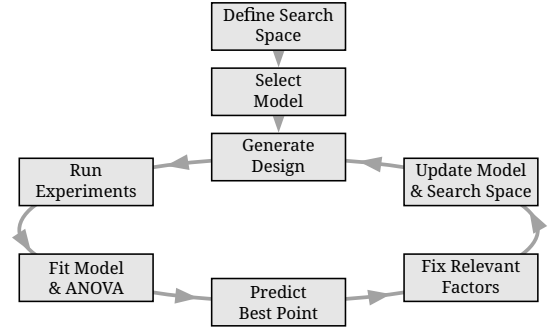 Define Search
Space
Select
Model
Generate
Design
Run
Experiments
Update Model
& Search Space
Fit Model
& ANOVA
Predict
Best Point
Fix Relevant
Factors